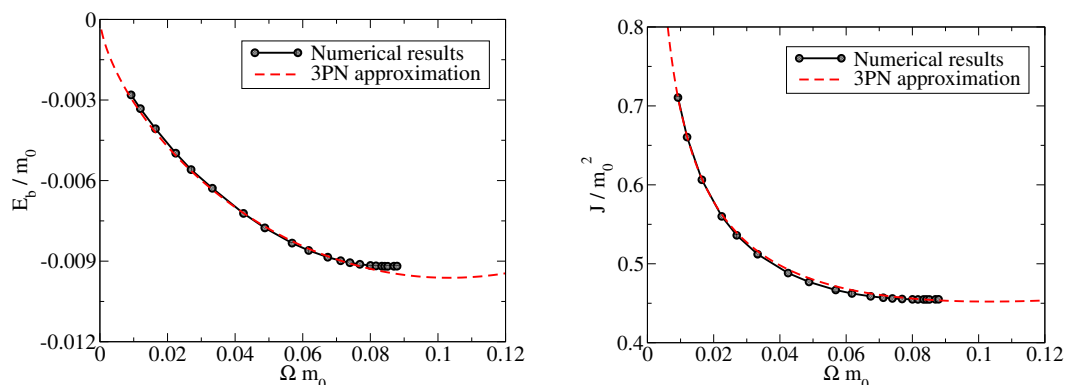 0
-0.003
-0.006
-0.009
-0.012
E_b / m_0
0 0.02 0.04 0.06 0.08 0.1 0.12
Ω m_0
Numerical results
3PN approximation
0.8
0.7
0.6
0.5
0.4
J / m_0^2
0 0.02 0.04 0.06 0.08 0.1 0.12
Ω m_0
Numerical results
3PN approximation